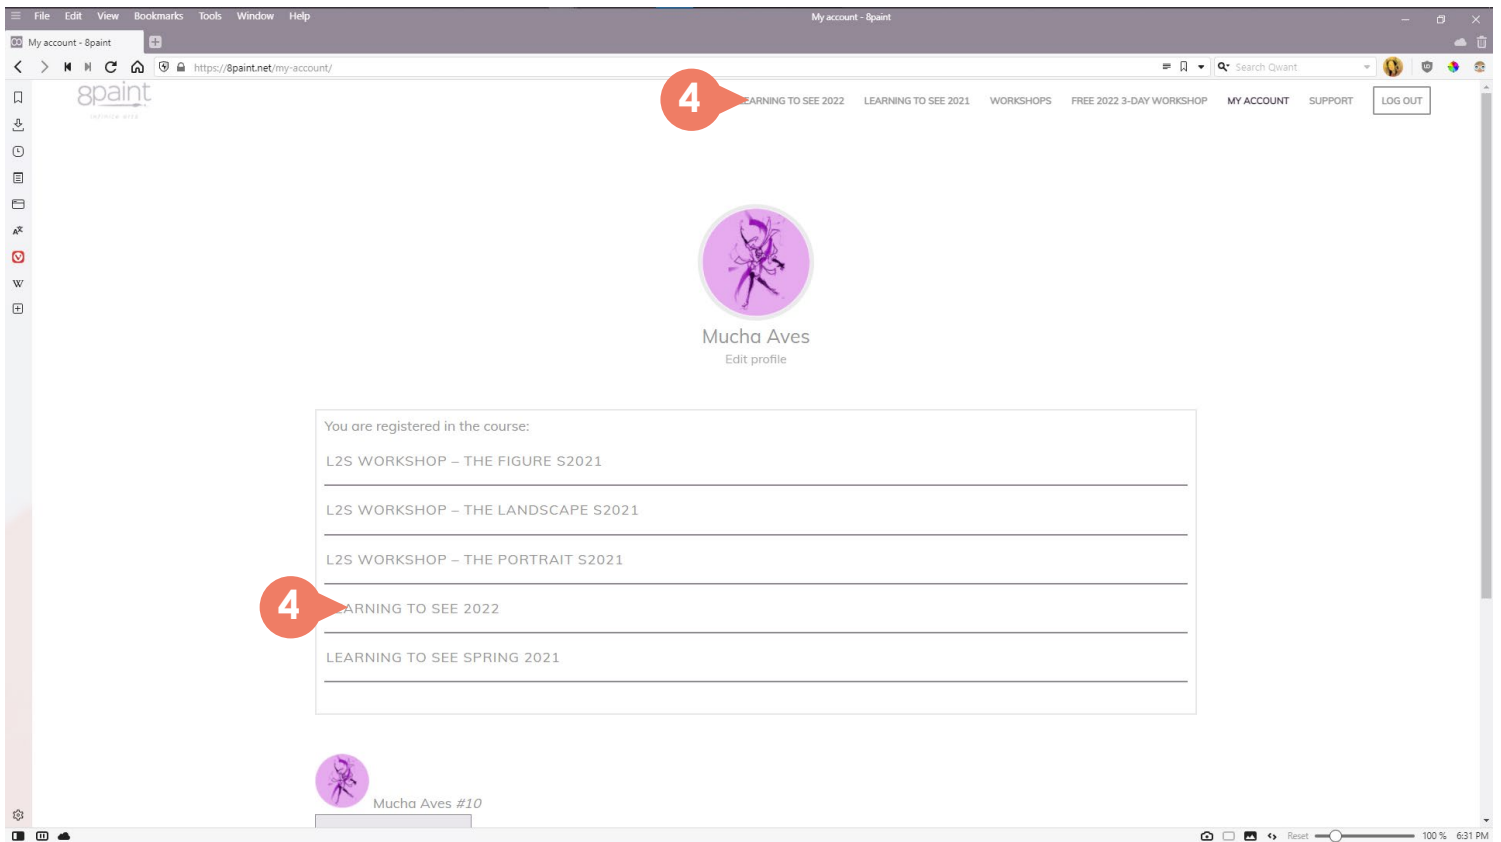 File Edit View Bookmarks Tools Window Help
My account - 8paint
My account - 8paint
https://8paint.net/my-account/
Search Qwant
8paint
4
EARNING TO SEE 2022 LEARNING TO SEE 2021 WORKSHOPS FREE 2022 3-DAY WORKSHOP MY ACCOUNT SUPPORT LOG OUT
Mucha Aves
Edit profile
You are registered in the course:
L2S WORKSHOP – THE FIGURE S2021
L2S WORKSHOP – THE LANDSCAPE S2021
L2S WORKSHOP – THE PORTRAIT S2021
4
ARNING TO SEE 2022
LEARNING TO SEE SPRING 2021
Mucha Aves #10
Reset 100 % 6:31 PM